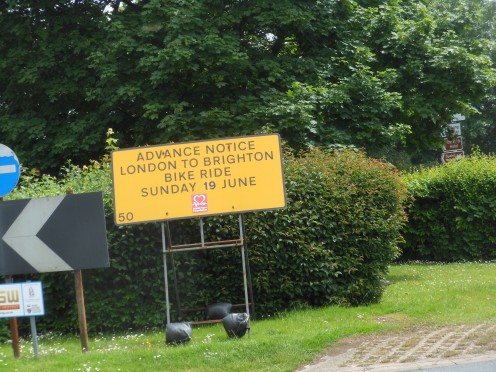 ADVANCE NOTICE
LONDON TO BRIGHTON
BIKE RIDE
SUNDAY 19 JUNE
50